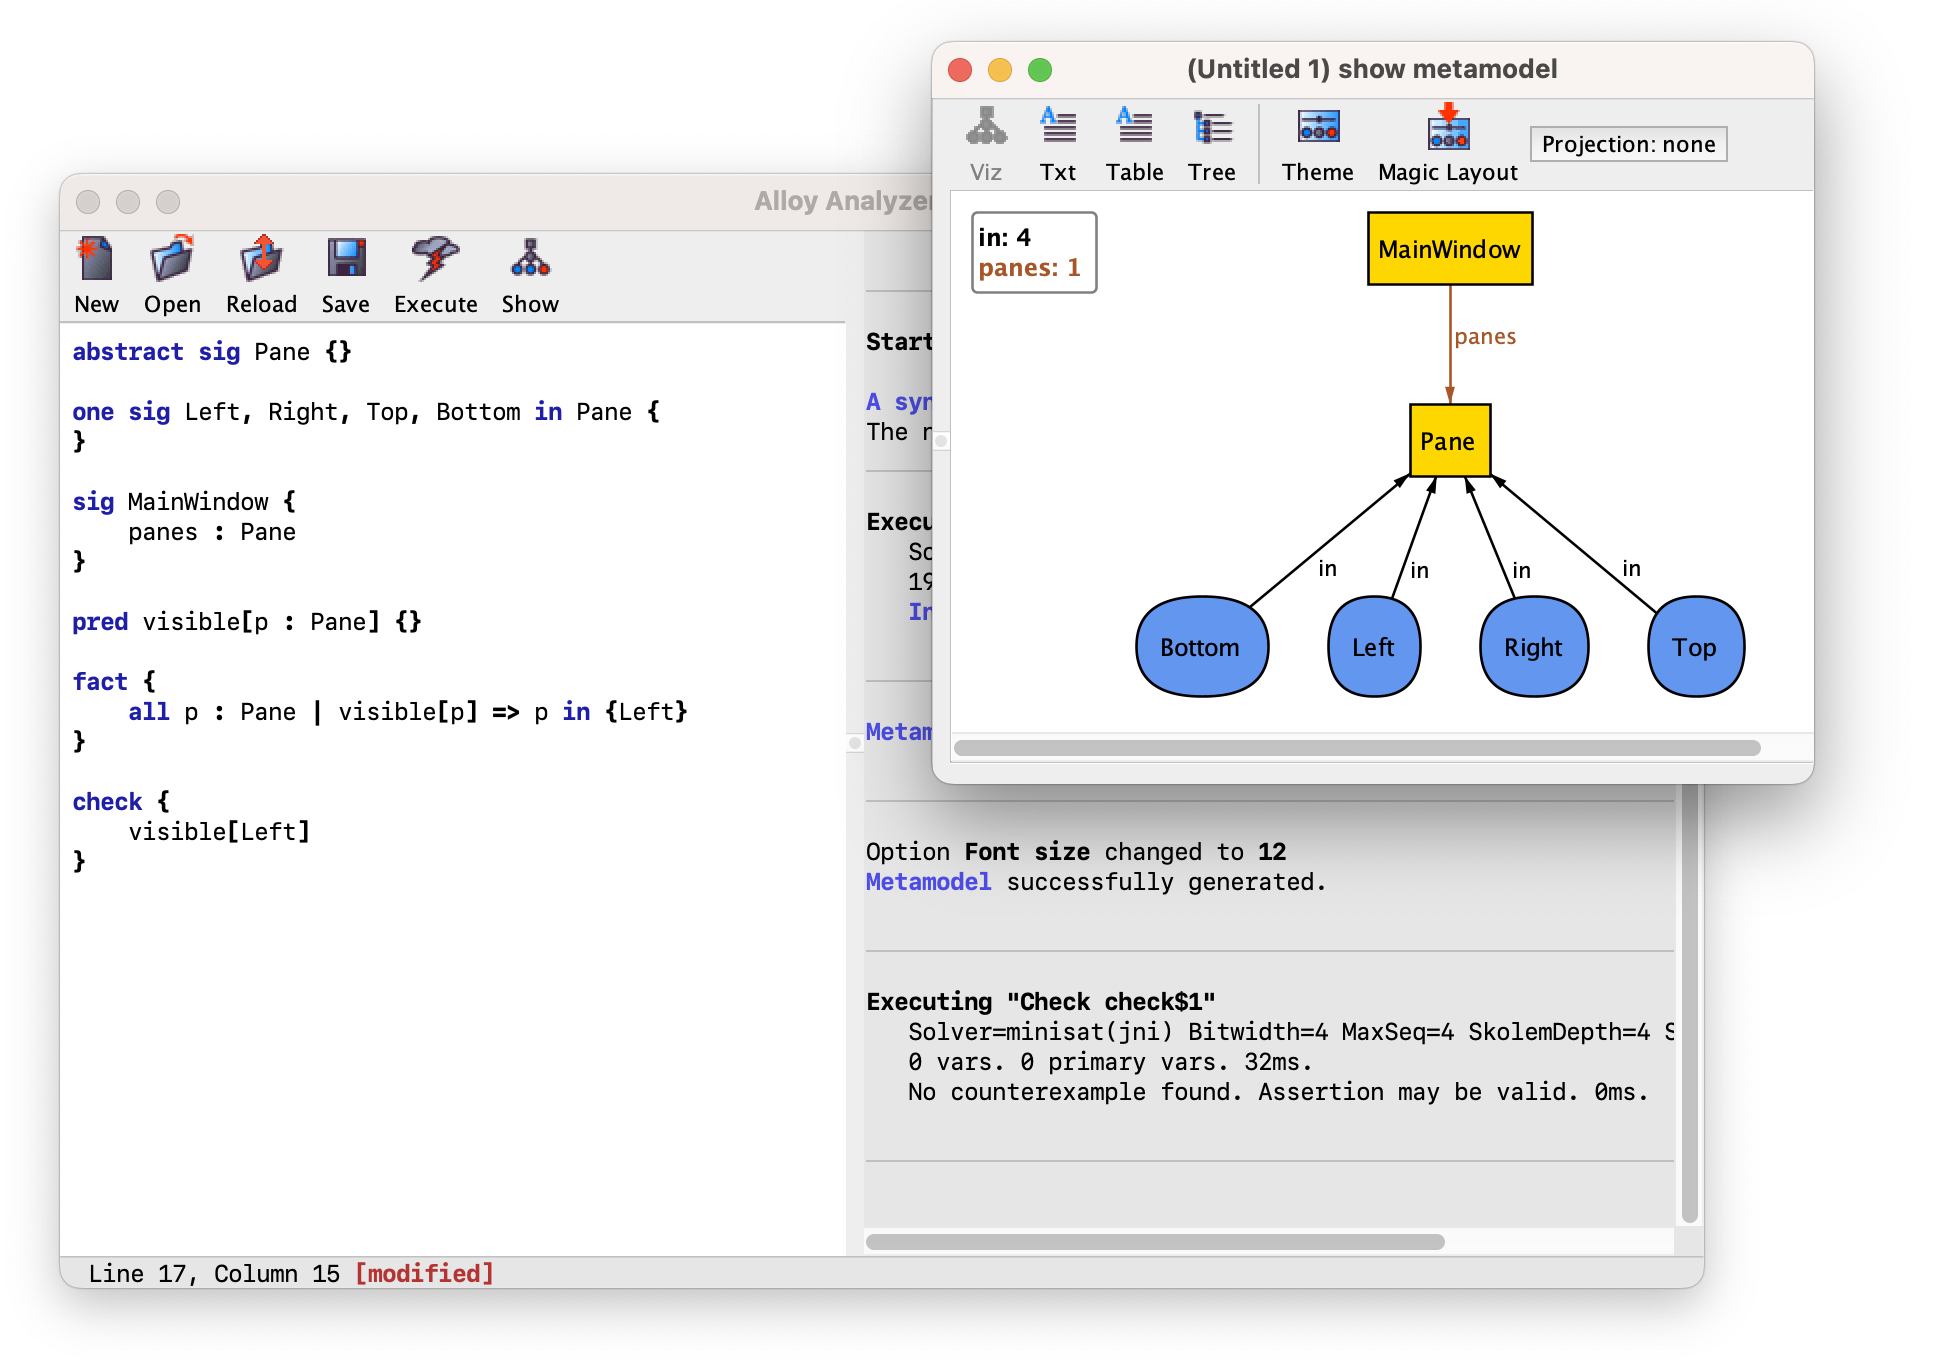 (Untitled 1) show metamodel
Viz Txt Table Tree Theme Magic Layout Projection: none
in: 4
panes: 1
MainWindow
panes
Pane
in in in in
Bottom Left Right Top
Alloy Analyzer
New Open Reload Save Execute Show
abstract sig Pane {}
one sig Left, Right, Top, Bottom in Pane {
}
sig MainWindow {
panes : Pane
}
pred visible[p : Pane] {}
fact {
all p : Pane | visible[p] => p in {Left}
}
check {
visible[Left]
}
Start
A syn
The
Execu
So
19
In
Metam
Option Font size changed to 12
Metamodel successfully generated.
Executing "Check check$1"
Solver=minisat(jni) Bitwidth=4 MaxSeq=4 SkolemDepth=4 S
0 vars. 0 primary vars. 32ms.
No counterexample found. Assertion may be valid. 0ms.
Line 17, Column 15 [modified]